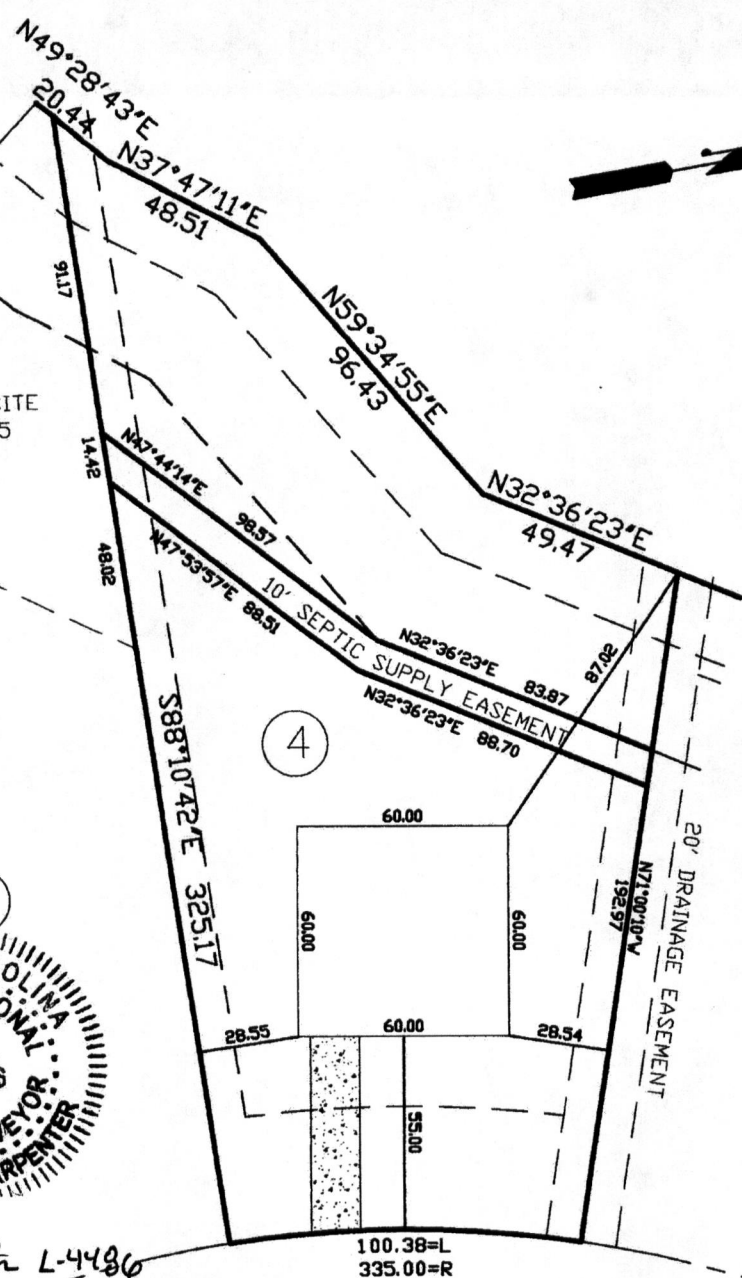 N49°28'43"E
20.44
N37°47'11"E
48.51
N59°34'55"E
96.43
N32°36'23"E
49.47
91.17
14.42
48.02
N47°44'14"E 98.57
N47°53'57"E 88.51
10' SEPTIC SUPPLY EASEMENT
N32°36'23"E 83.87
N32°36'23"E 88.70
87.02
4
S88°10'42"E 325.17
60.00
60.00
60.00
60.00
28.55
28.54
N71°00'10"W
192.97
20' DRAINAGE EASEMENT
55.00
100.38=L
335.00=R
ITE
5
OLINA
ONAL
S
VEYOR
RPENTER
L-4486